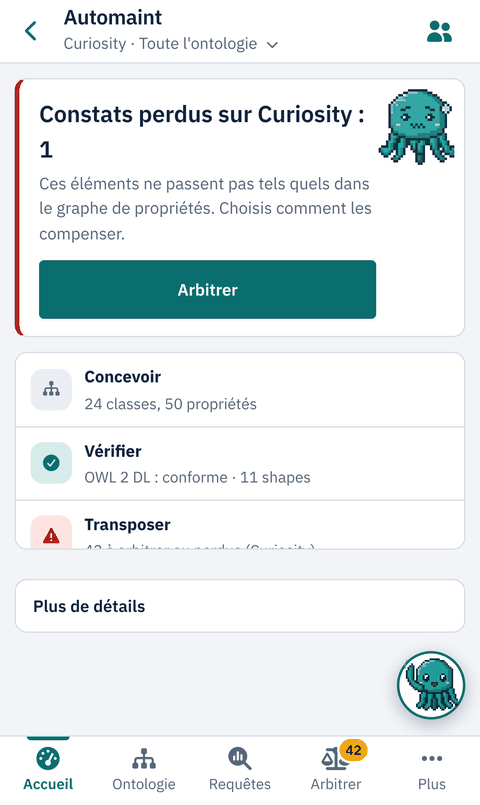 Automaint
Curiosity · Toute l'ontologie
Constats perdus sur Curiosity :
1
Ces éléments ne passent pas tels quels dans
le graphe de propriétés. Choisis comment les
compenser.
Arbitrer
Concevoir
24 classes, 50 propriétés
Vérifier
OWL 2 DL : conforme · 11 shapes
Transposer
Plus de détails
42
Accueil
Ontologie
Requêtes
Arbitrer
Plus